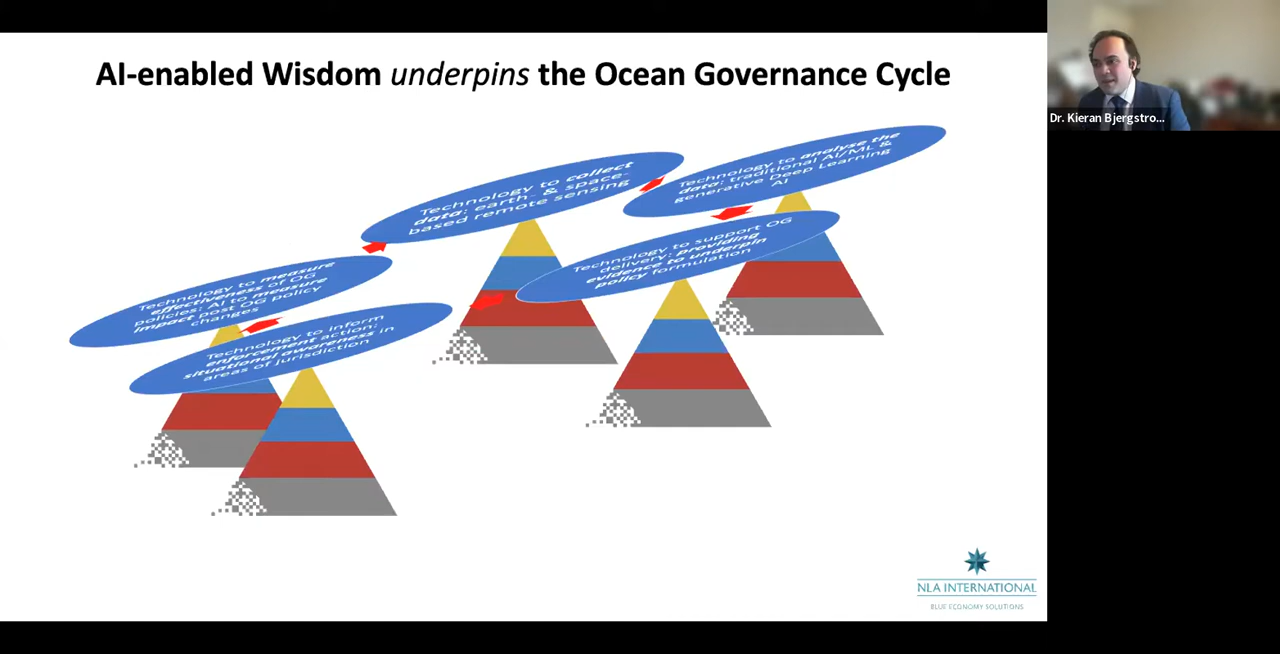 AI-enabled Wisdom underpins the Ocean Governance Cycle
Dr. Kieran Bjergstro...
Technology to collect
data: earth- & space-
based remote sensing
Technology to analyse the
data: traditional AI/ML &
generative Deep Learning
AI
Technology to support OG
delivery: providing
evidence to underpin
policy formulation
Technology to inform
enforcement action:
situational awareness in
areas of jurisdiction
Technology to measure
effectiveness of OG
policies: AI to measure
impact post OG policy
changes
NLA INTERNATIONAL
BLUE ECONOMY SOLUTIONS